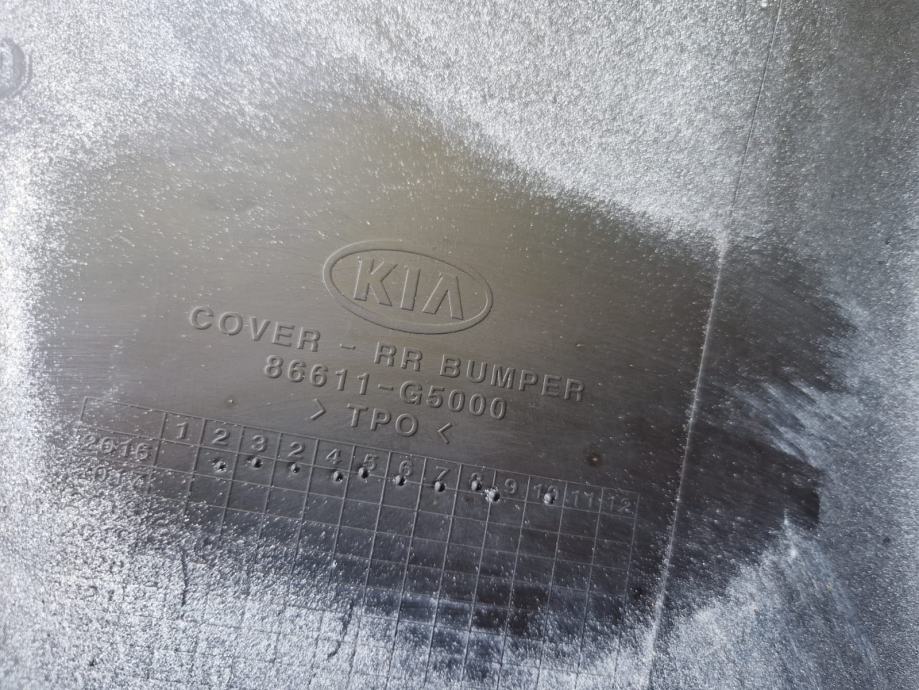 KIA
COVER - RR BUMPER
86611-G5000
> TPO <
1 2 3 2 4 5 6 7 8 9 10 11 12
2016